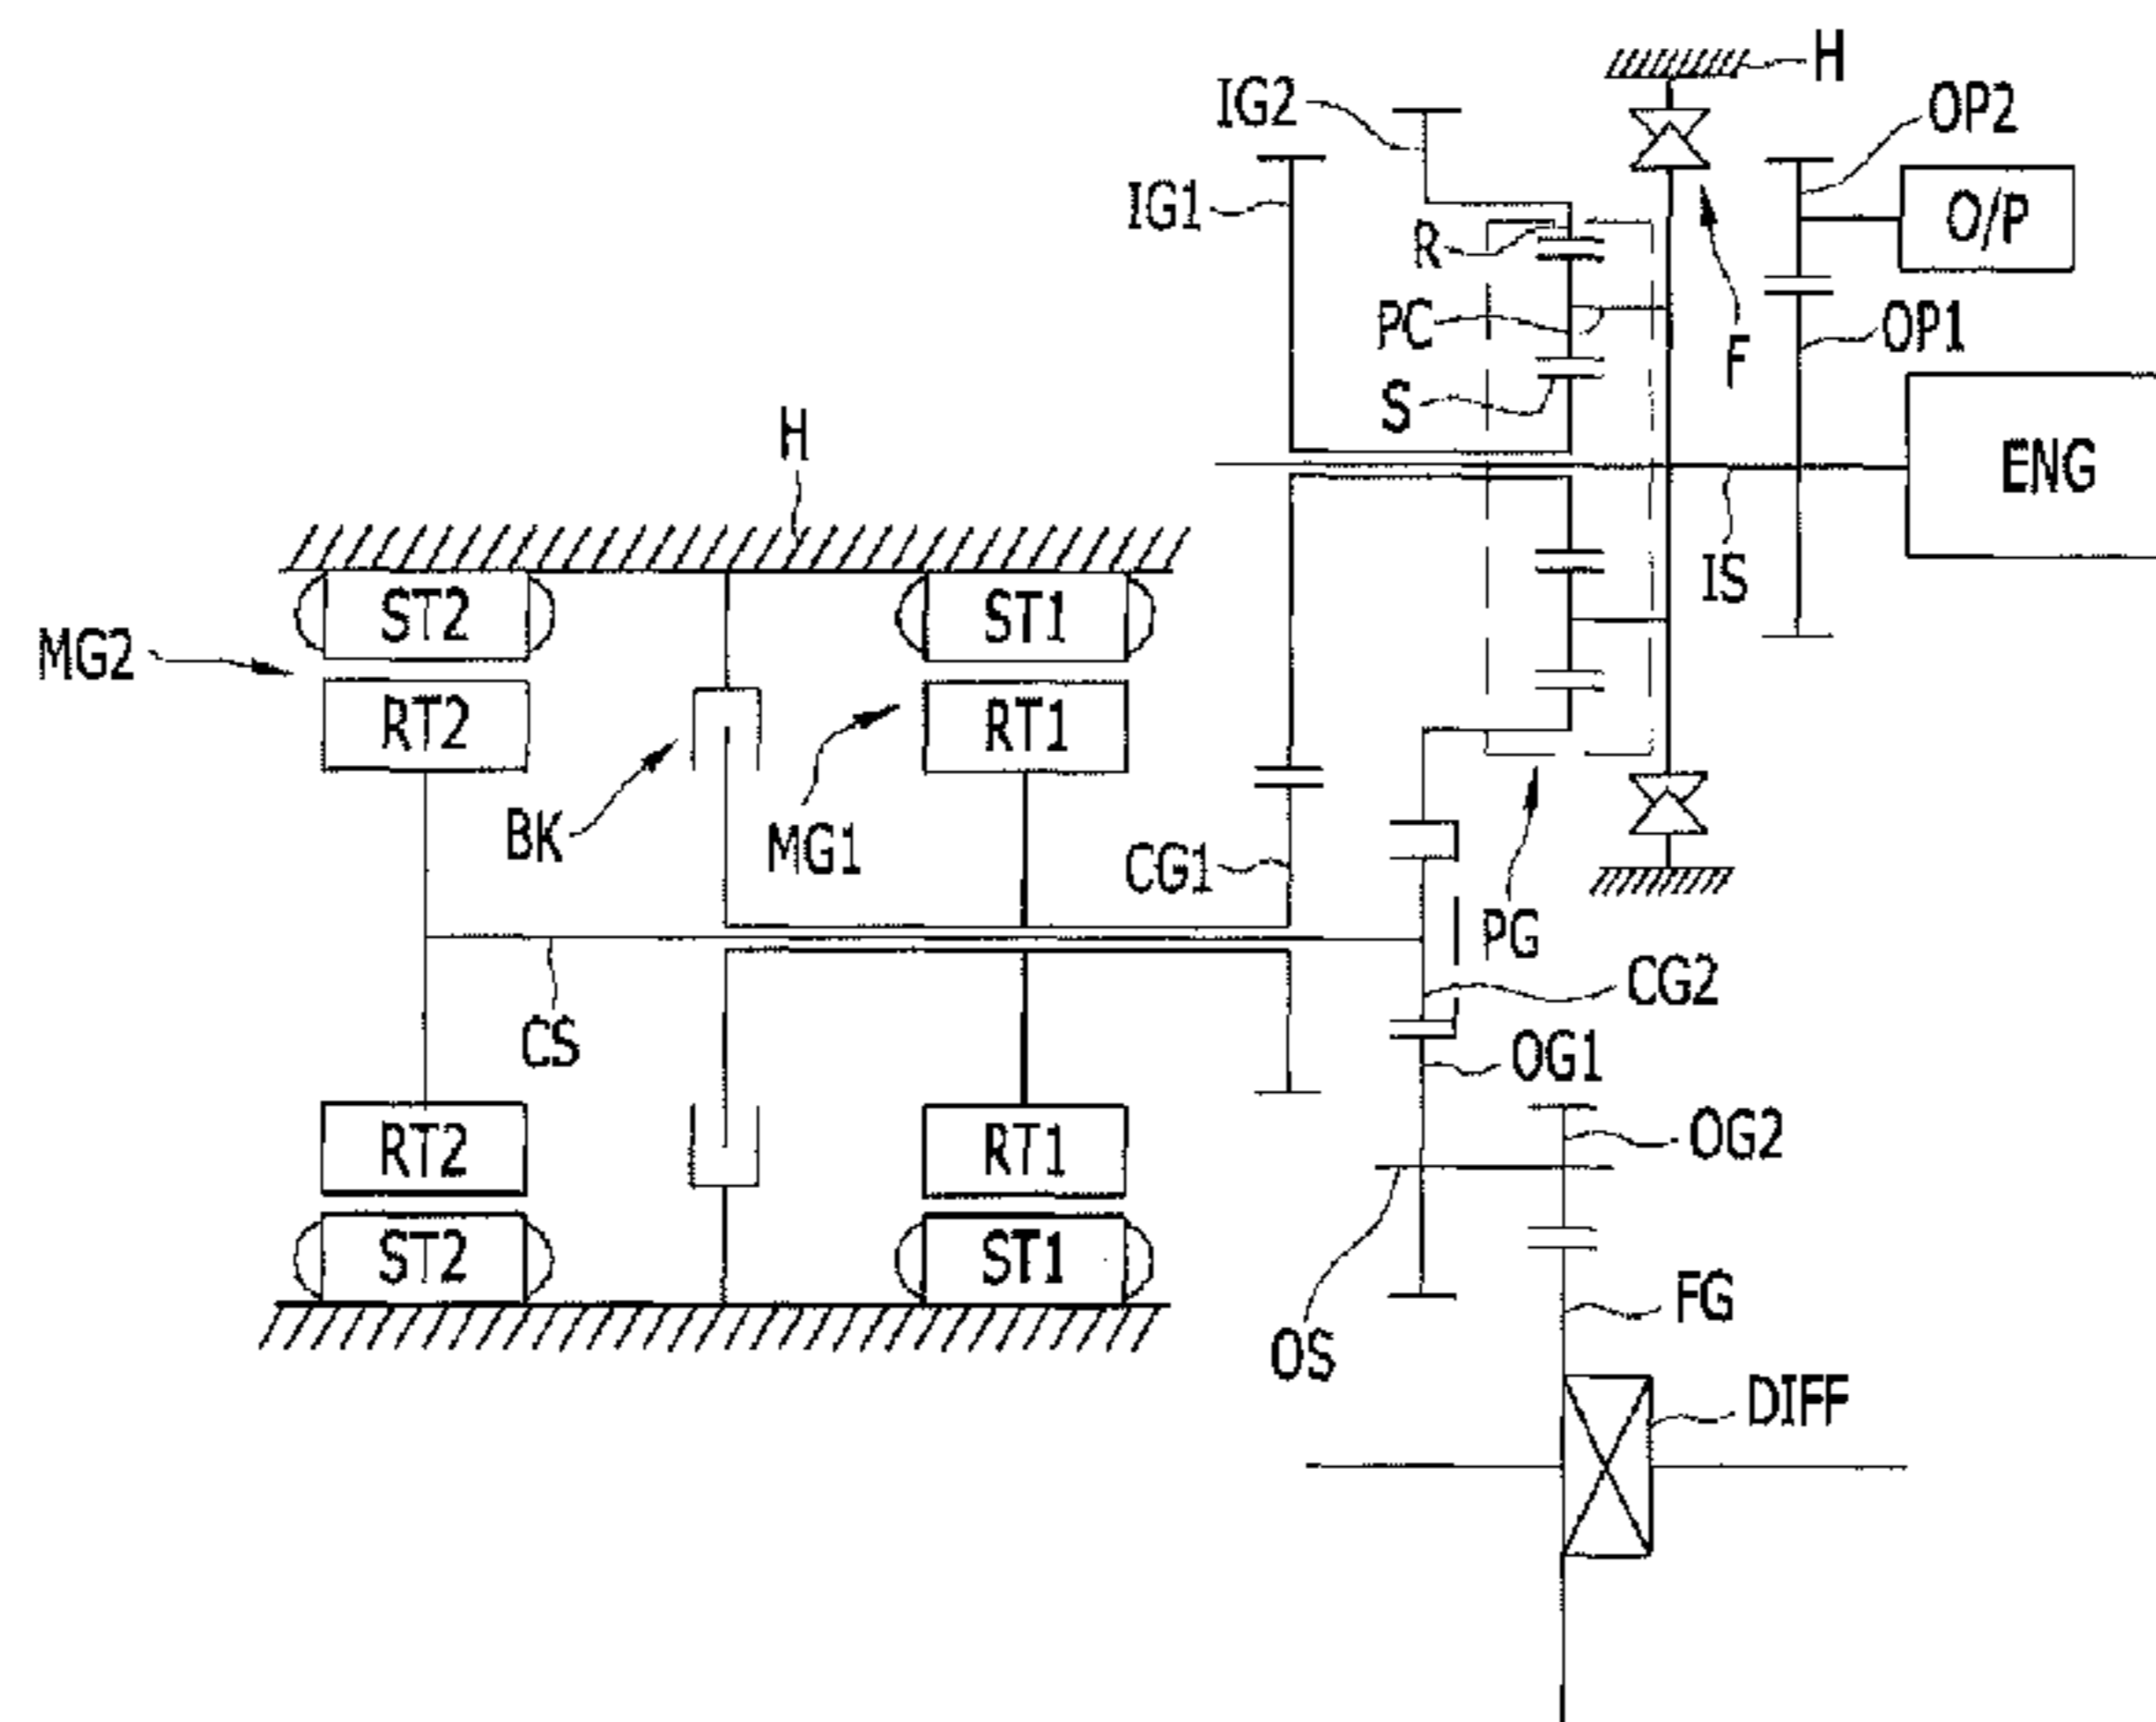 H
OP2
IG2
IG1
O/P
R
PC
OP1
F
S
H
ENG
IS
ST2
ST1
MG2
RT2
RT1
BK
MG1
CG1
PG
CG2
CS
OG1
RT2
RT1
OG2
ST2
ST1
FG
OS
DIFF